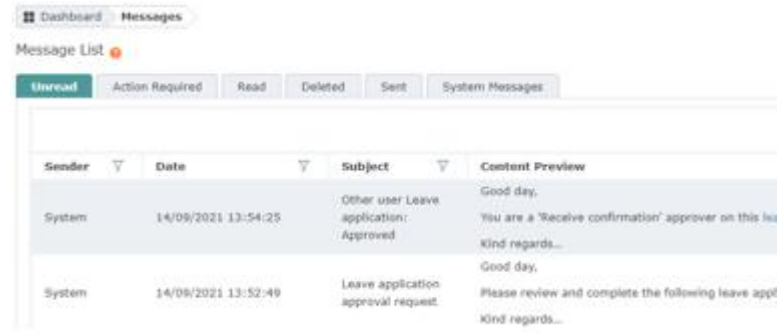 Dashboard Messages
Message List
Unread Action Required Read Deleted Sent System Messages
Sender Date Subject Content Preview
Good day,
Other user Leave
System 14/09/2021 13:54:25 application: You are a 'Receive confirmation' approver on this
Approved
Kind regards...
Good day,
Leave application
System 14/09/2021 13:52:49 Please review and complete the following leave
approval request
Kind regards...